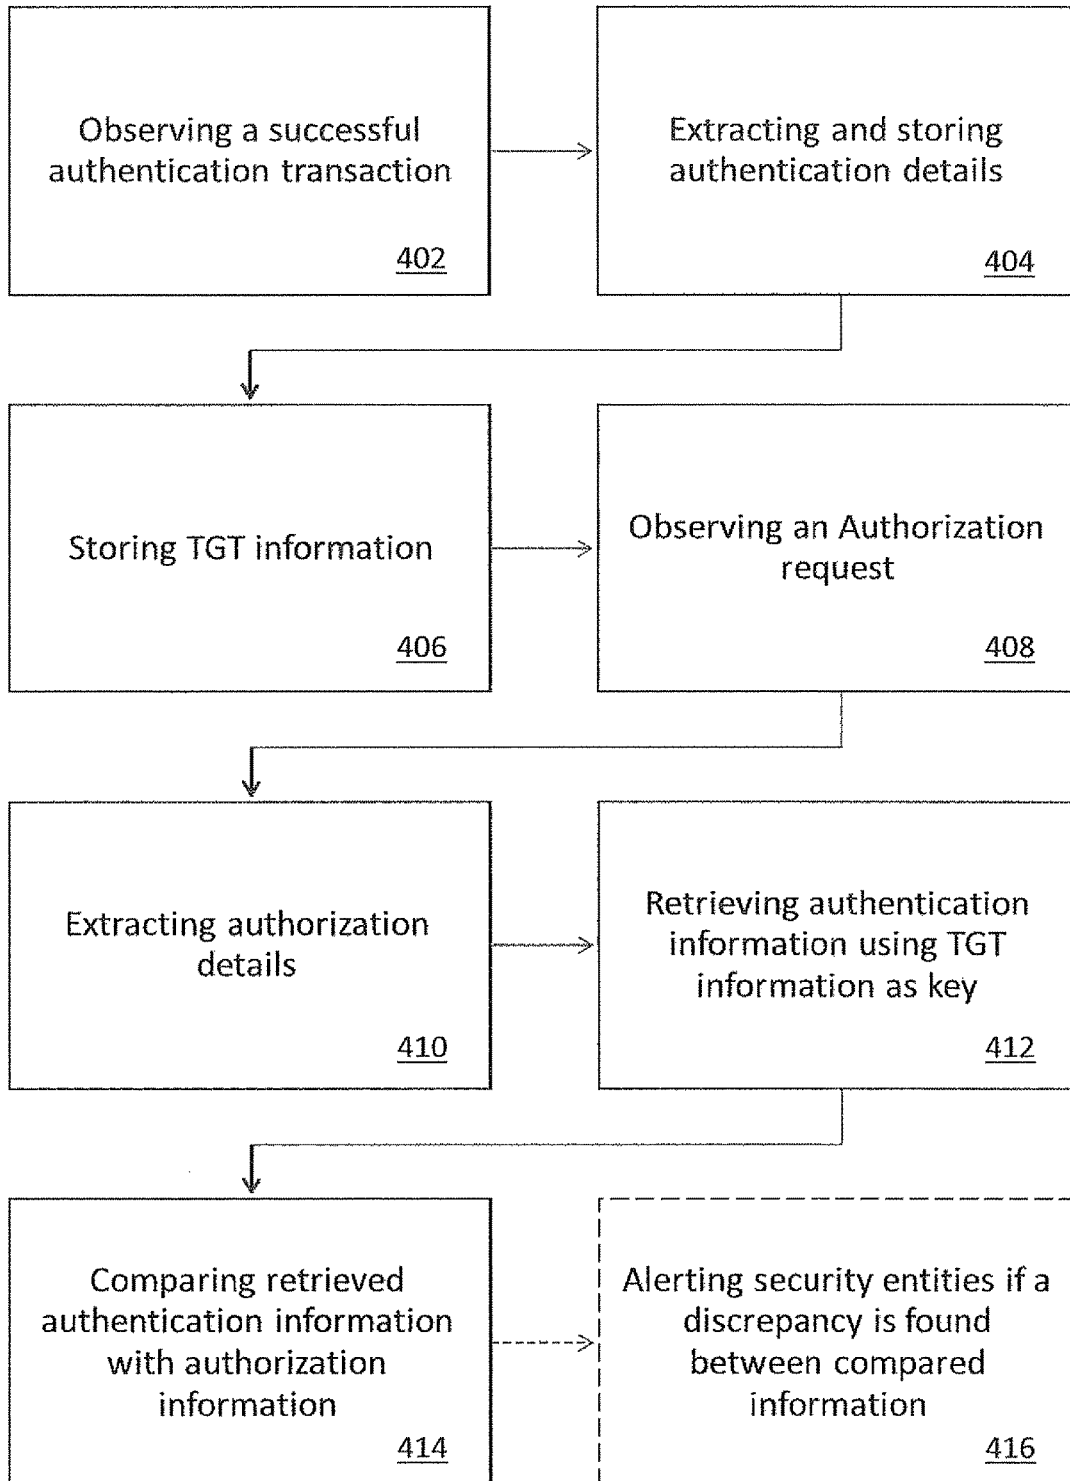 Observing a successful
authentication transaction
402
Extracting and storing
authentication details
404
Storing TGT information
406
Observing an Authorization
request
408
Extracting authorization
details
410
Retrieving authentication
information using TGT
information as key
412
Comparing retrieved
authentication information
with authorization
information
414
Alerting security entities if a
discrepancy is found
between compared
information
416